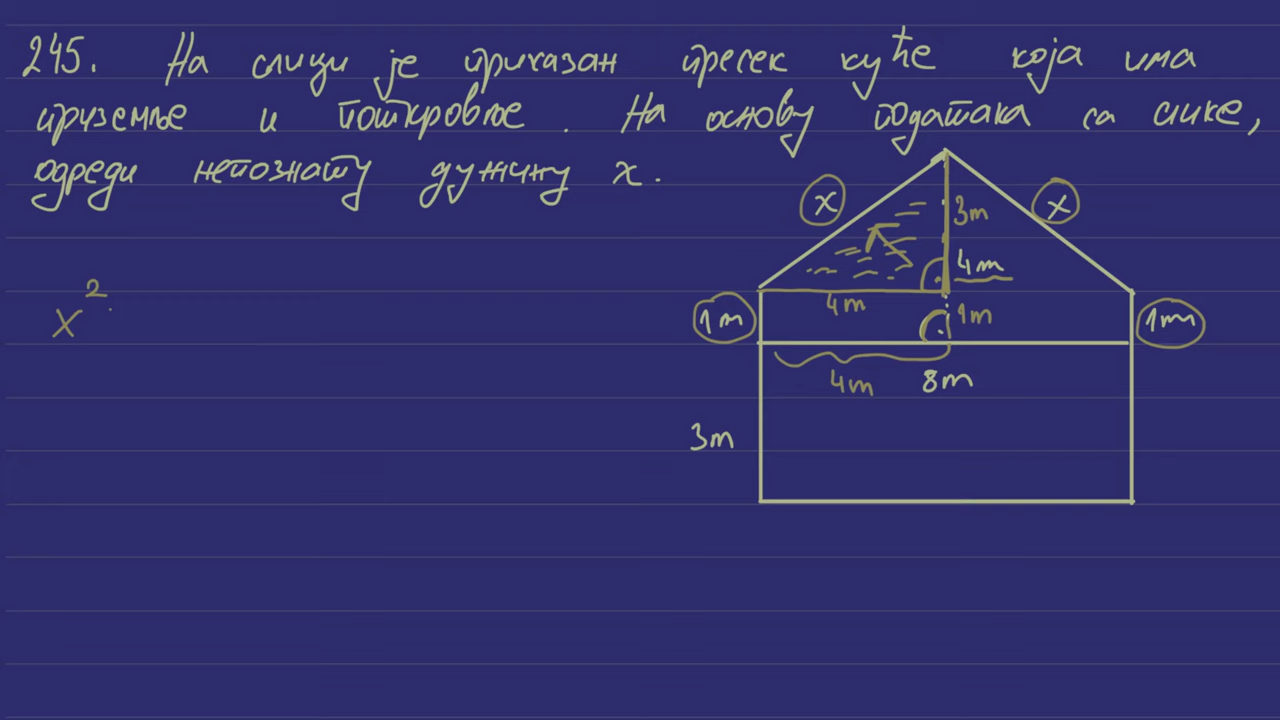 245. На слици је приказан пресек куће која има
приземље и поткровље. На основу података са слике,
одреди непознату дужину x.
x
x
3m
4m
4m
1m
1m
1m
4m
8m
3m
x²